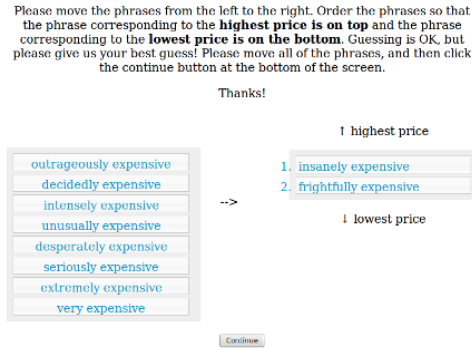 Please move the phrases from the left to the right. Order the phrases so that
the phrase corresponding to the highest price is on top and the phrase
corresponding to the lowest price is on the bottom. Guessing is OK, but
please give us your best guess! Please move all of the phrases, and then click
the continue button at the bottom of the screen.
Thanks!
outrageously expensive
decidedly expensive
intensely expensive
unusually expensive
desperately expensive
seriously expensive
extremely expensive
very expensive
-->
↑ highest price
1. insanely expensive
2. frightfully expensive
↓ lowest price
Continue